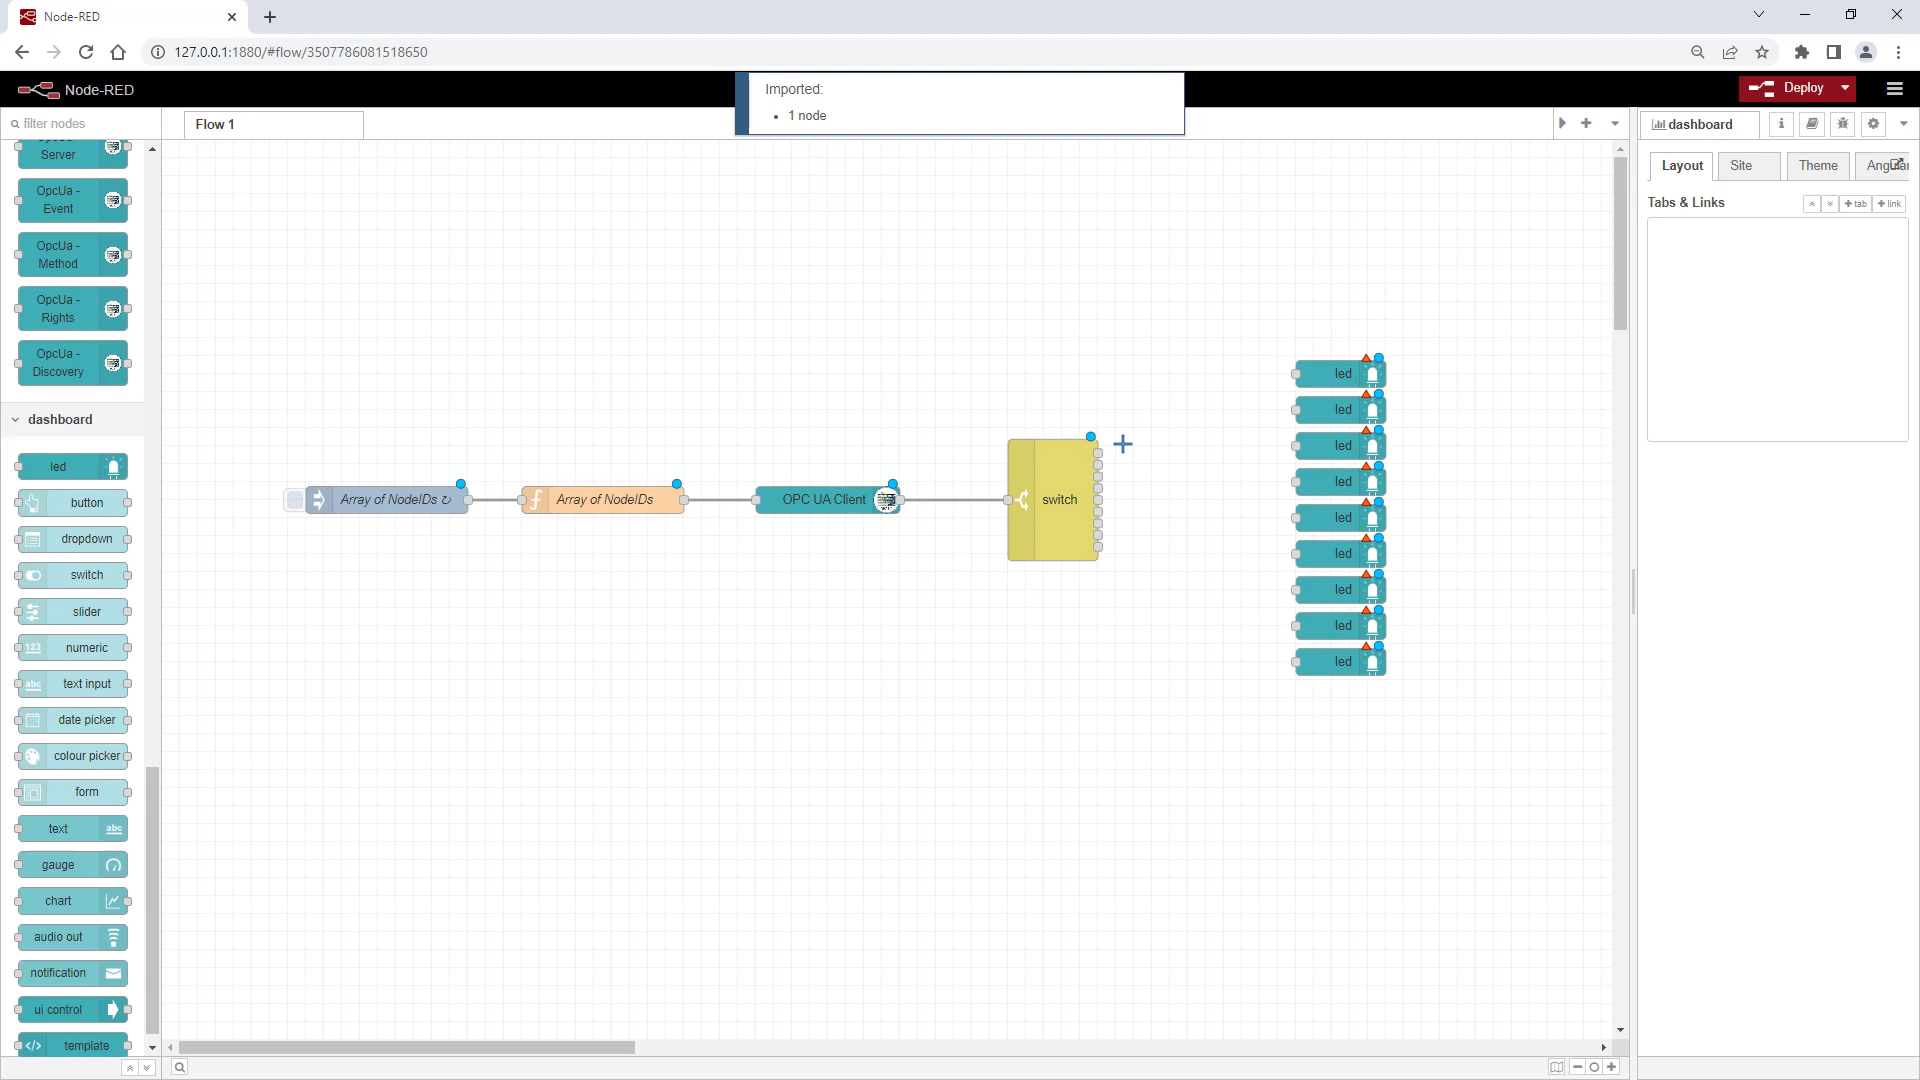 Node-RED
127.0.0.1:1880/#flow/3507786081518650
Node-RED
Imported:
1 node
Deploy
filter nodes
Flow 1
dashboard
i
Layout
Site
Theme
Angular
Tabs & Links
tab
link
Server
OpcUa -
Event
OpcUa -
Method
OpcUa -
Rights
OpcUa -
Discovery
dashboard
led
button
dropdown
switch
slider
123
numeric
abc
text input
date picker
colour picker
form
text
abc
gauge
chart
audio out
notification
ui control
template
Array of NodeIDs ↻
Array of NodeIDs
OPC UA Client
switch
led
led
led
led
led
led
led
led
led